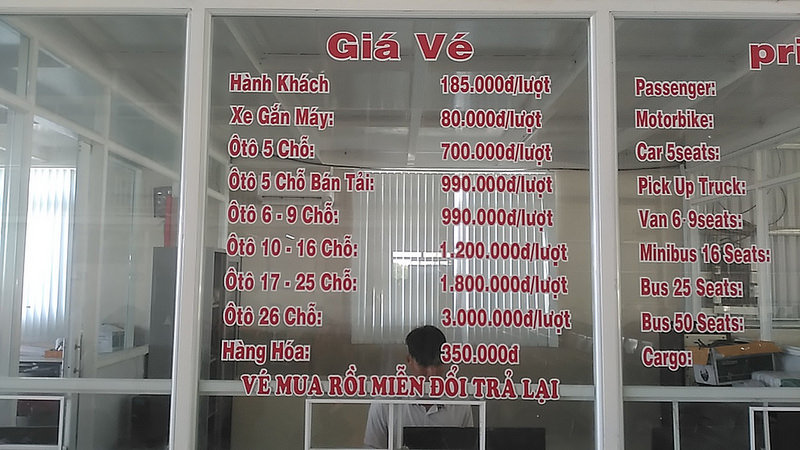 Giá Vé
Hành Khách 185.000đ/lượt
Xe Gắn Máy: 80.000đ/lượt
Ôtô 5 Chỗ: 700.000đ/lượt
Ôtô 5 Chỗ Bán Tải: 990.000đ/lượt
Ôtô 6 - 9 Chỗ: 990.000đ/lượt
Ôtô 10 - 16 Chỗ: 1.200.000đ/lượt
Ôtô 17 - 25 Chỗ: 1.800.000đ/lượt
Ôtô 26 Chỗ: 3.000.000đ/lượt
Hàng Hóa: 350.000đ
VÉ MUA RỒI MIỄN ĐỔI TRẢ LẠI
pri
Passenger:
Motorbike:
Car 5seats:
Pick Up Truck:
Van 6-9seats:
Minibus 16 Seats:
Bus 25 Seats:
Bus 50 Seats:
Cargo: